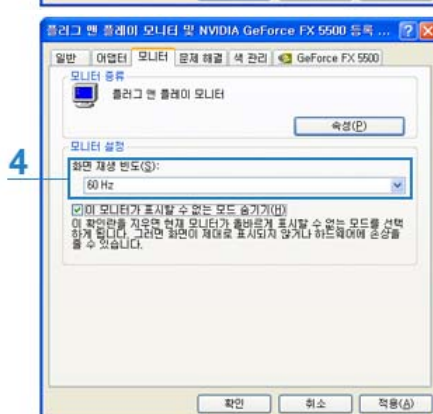 플러그 앤 플레이 모니터 및 NVIDIA GeForce FX 5500 등록 ...
일반 어댑터 모니터 문제 해결 색 관리 GeForce FX 5500
모니터 종류
플러그 앤 플레이 모니터
속성(P)
모니터 설정
4
화면 재생 빈도(S):
60 Hz
이 모니터가 표시할 수 없는 모드 숨기기(H)
이 확인란을 지우면 현재 모니터가 올바르게 표시할 수 없는 모드를 선택
하게 됩니다. 그러면 화면이 제대로 표시되지 않거나 하드웨어에 손상을
줄 수 있습니다.
확인 취소 적용(A)